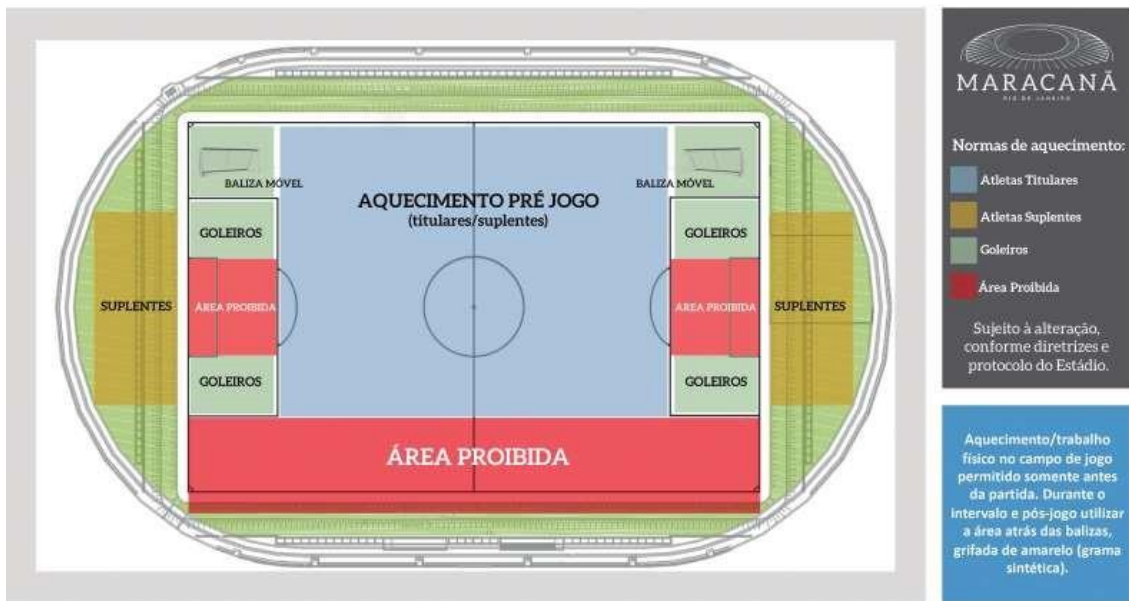 BALIZA MÓVEL
BALIZA MÓVEL
AQUECIMENTO PRÉ JOGO
(titulares/suplentes)
GOLEIROS
GOLEIROS
SUPLENTES
ÁREA PROIBIDA
ÁREA PROIBIDA
SUPLENTES
GOLEIROS
GOLEIROS
ÁREA PROIBIDA
MARACANÃ
RIO DE JANEIRO
Normas de aquecimento:
Atletas Titulares
Atletas Suplentes
Goleiros
Área Proibida
Sujeito à alteração,
conforme diretrizes e
protocolo do Estádio.
Aquecimento/trabalho
físico no campo de jogo
permitido somente antes
da partida. Durante o
intervalo e pós-jogo utilizar
a área atrás das balizas,
grifada de amarelo (grama
sintética).